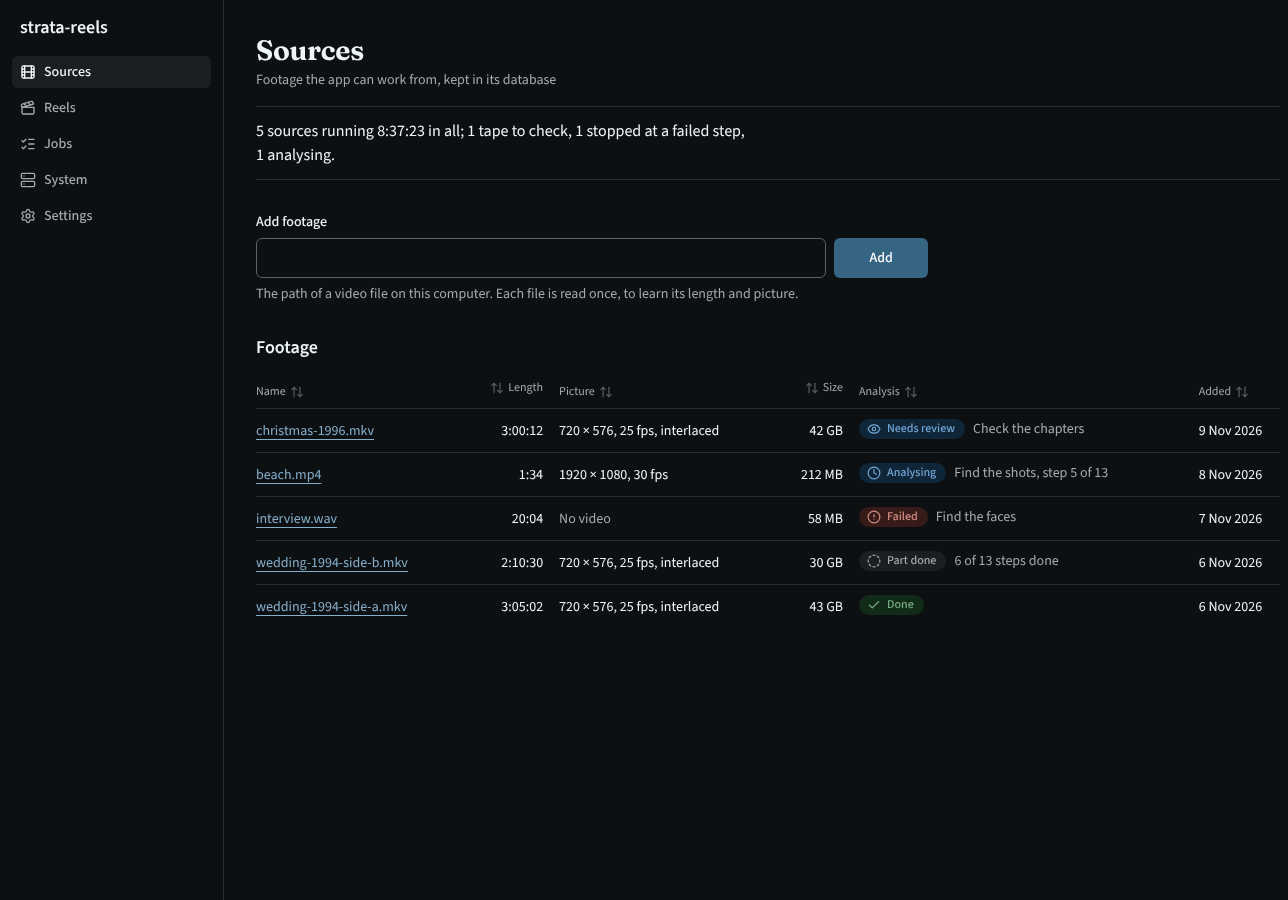 strata-reels
Sources
Reels
Jobs
System
Settings
Sources
Footage the app can work from, kept in its database
5 sources running 8:37:23 in all; 1 tape to check, 1 stopped at a failed step,
1 analysing.
Add footage
Add
The path of a video file on this computer. Each file is read once, to learn its length and picture.
Footage
Name Length Picture Size Analysis Added
christmas-1996.mkv 3:00:12 720 × 576, 25 fps, interlaced 42 GB Needs review Check the chapters 9 Nov 2026
beach.mp4 1:34 1920 × 1080, 30 fps 212 MB Analysing Find the shots, step 5 of 13 8 Nov 2026
interview.wav 20:04 No video 58 MB Failed Find the faces 7 Nov 2026
wedding-1994-side-b.mkv 2:10:30 720 × 576, 25 fps, interlaced 30 GB Part done 6 of 13 steps done 6 Nov 2026
wedding-1994-side-a.mkv 3:05:02 720 × 576, 25 fps, interlaced 43 GB Done 6 Nov 2026